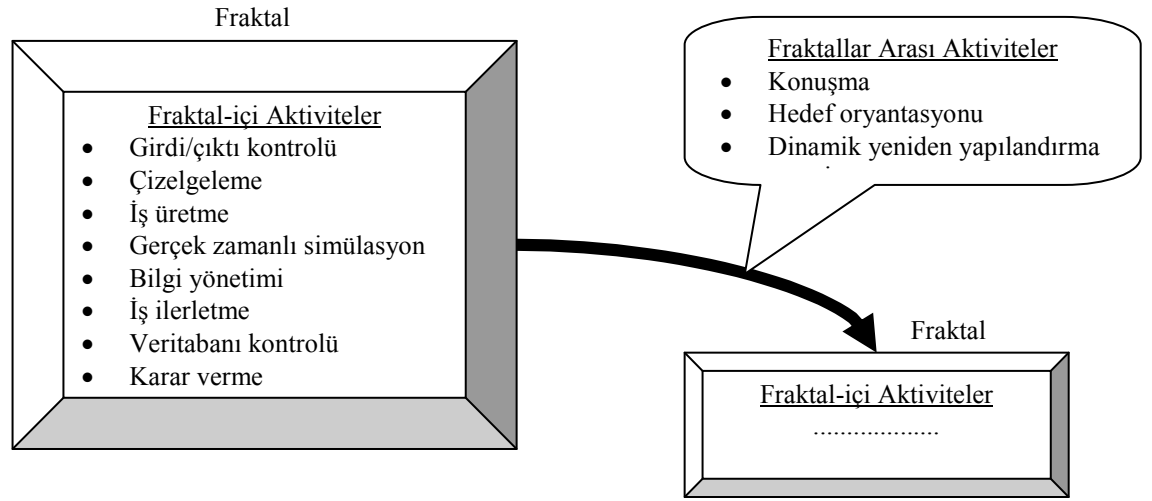 Fraktal
Fraktal-içi Aktiviteler
• Girdi/çıktı kontrolü
• Çizelgeleme
• İş üretme
• Gerçek zamanlı simülasyon
• Bilgi yönetimi
• İş ilerletme
• Veritabanı kontrolü
• Karar verme
Fraktallar Arası Aktiviteler
• Konuşma
• Hedef oryantasyonu
• Dinamik yeniden yapılandırma
Fraktal
Fraktal-içi Aktiviteler
...................